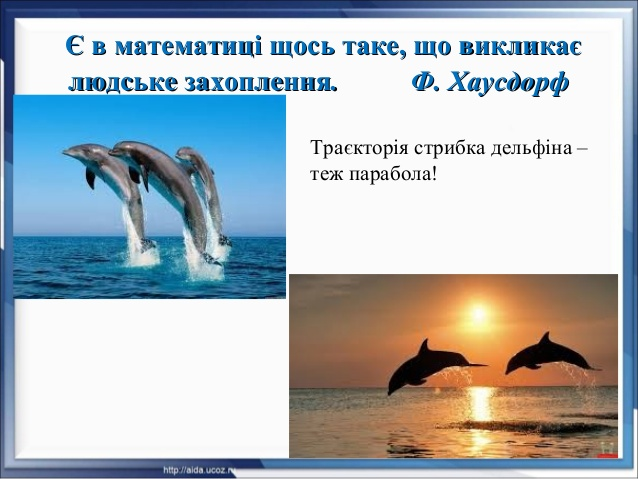 Є в математиці щось таке, що викликає
людське захоплення. Ф. Хаусдорф
Траєкторія стрибка дельфіна –
теж парабола!
http://aida.ucoz.ru